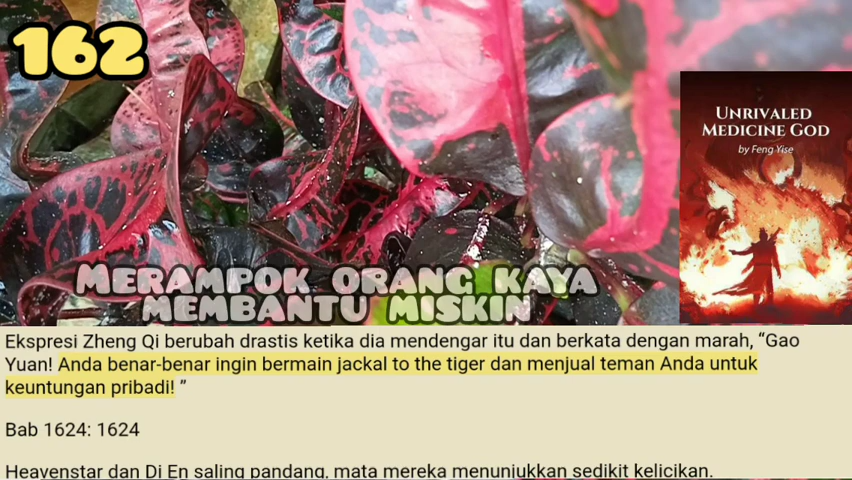 162
UNRIVALED
MEDICINE GOD
by Feng Yise
MERAMPOK ORANG KAYA
MEMBANTU MISKIN
Ekspresi Zheng Qi berubah drastis ketika dia mendengar itu dan berkata dengan marah, “Gao
Yuan! Anda benar-benar ingin bermain jackal to the tiger dan menjual teman Anda untuk
keuntungan pribadi! ”
Bab 1624: 1624
Heavenstar dan Di En saling pandang, mata mereka menunjukkan sedikit kelicikan.